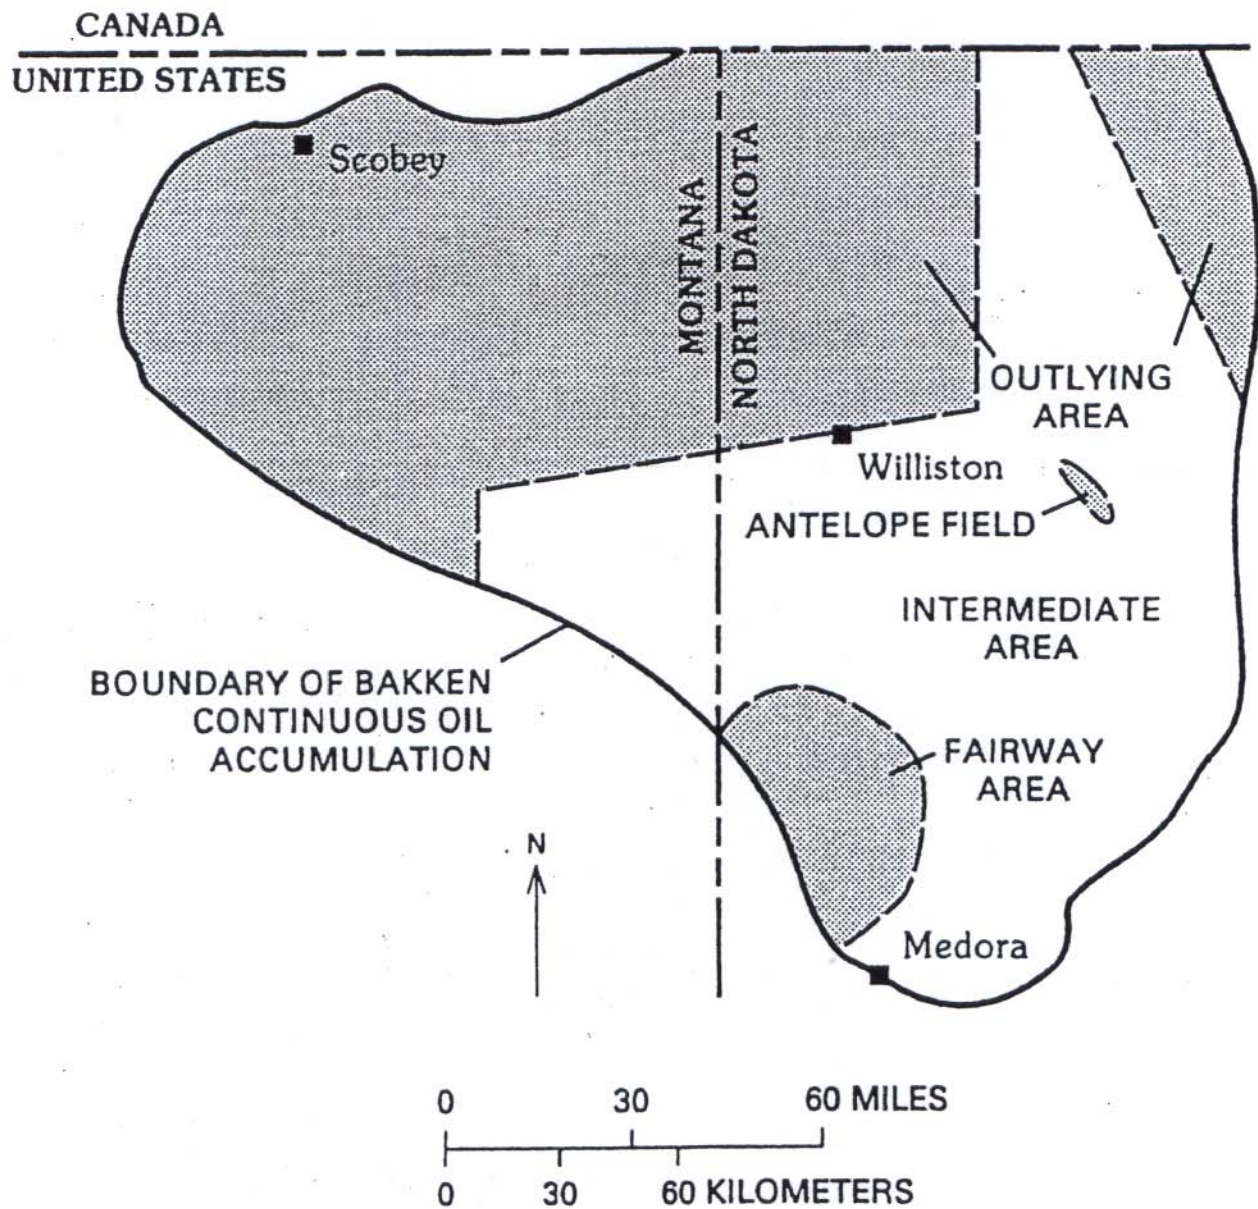 CANADA
UNITED STATES
Scobey
MONTANA
NORTH DAKOTA
OUTLYING
AREA
Williston
ANTELOPE FIELD
INTERMEDIATE
AREA
BOUNDARY OF BAKKEN
CONTINUOUS OIL
ACCUMULATION
FAIRWAY
AREA
N
Medora
0 30 60 MILES
0 30 60 KILOMETERS